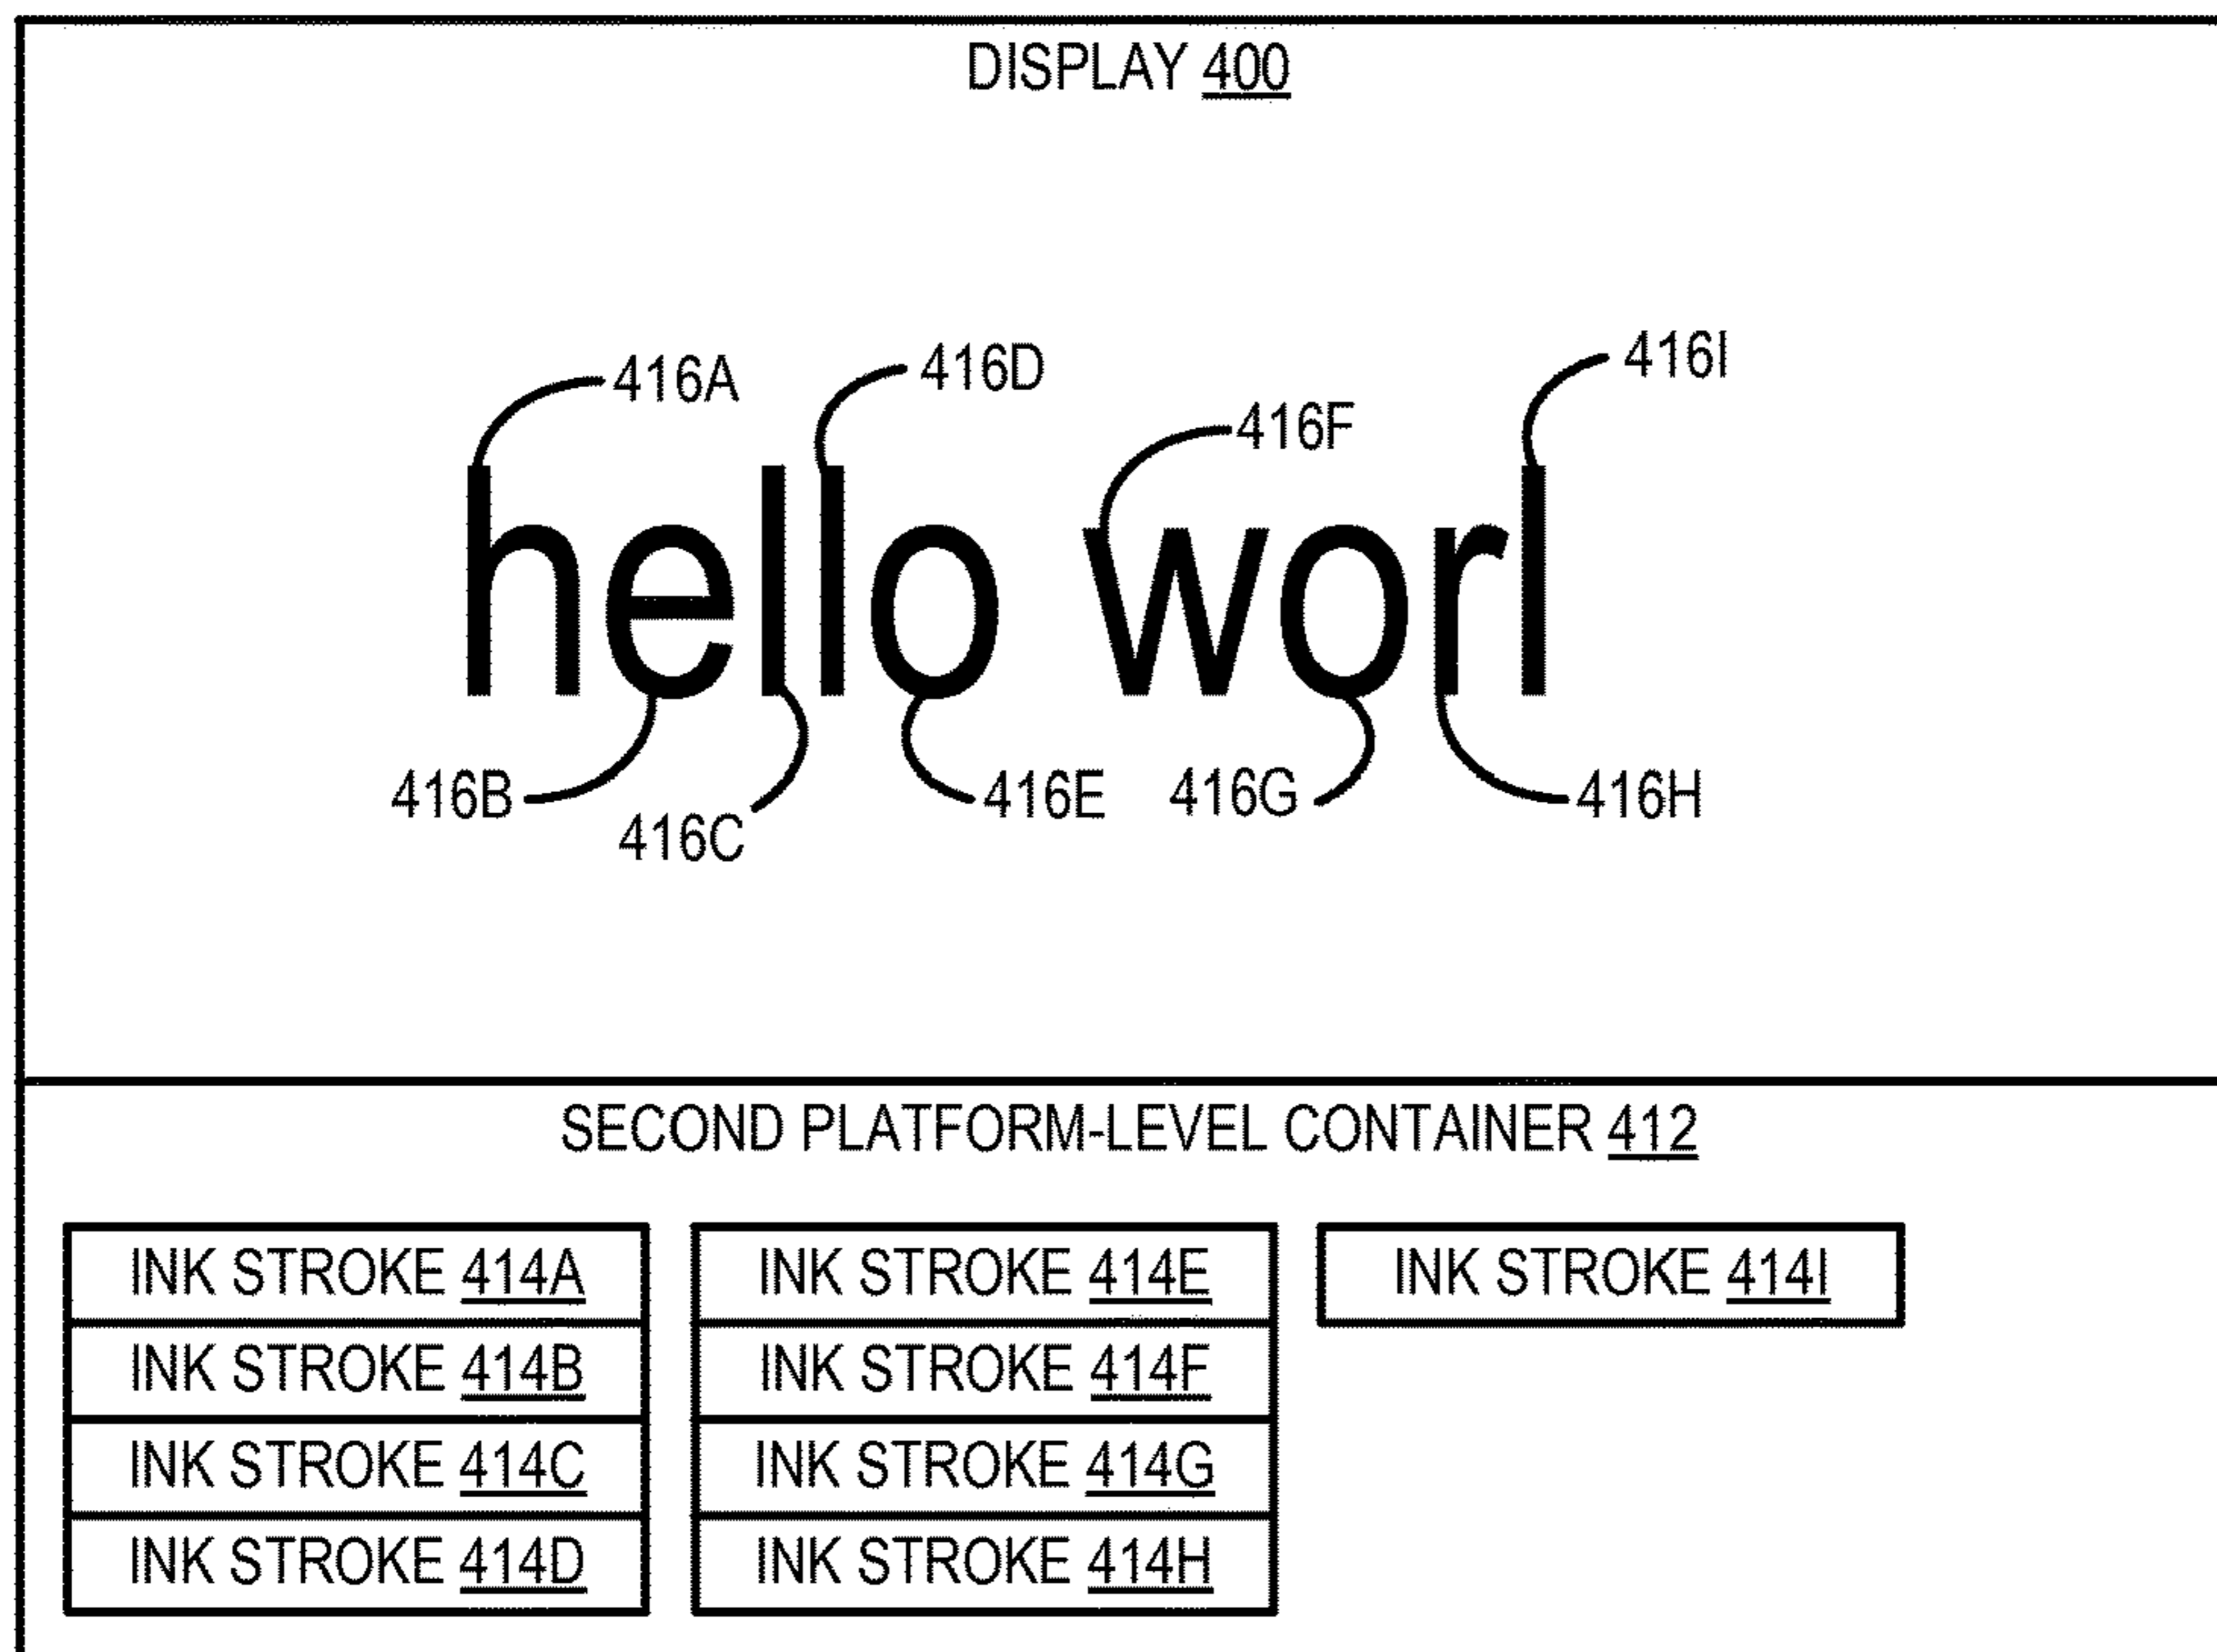 DISPLAY 400
416A 416D 416I
416F
hello worl
416B 416E 416G 416H
416C
SECOND PLATFORM-LEVEL CONTAINER 412
INK STROKE 414A INK STROKE 414E INK STROKE 414I
INK STROKE 414B INK STROKE 414F
INK STROKE 414C INK STROKE 414G
INK STROKE 414D INK STROKE 414H